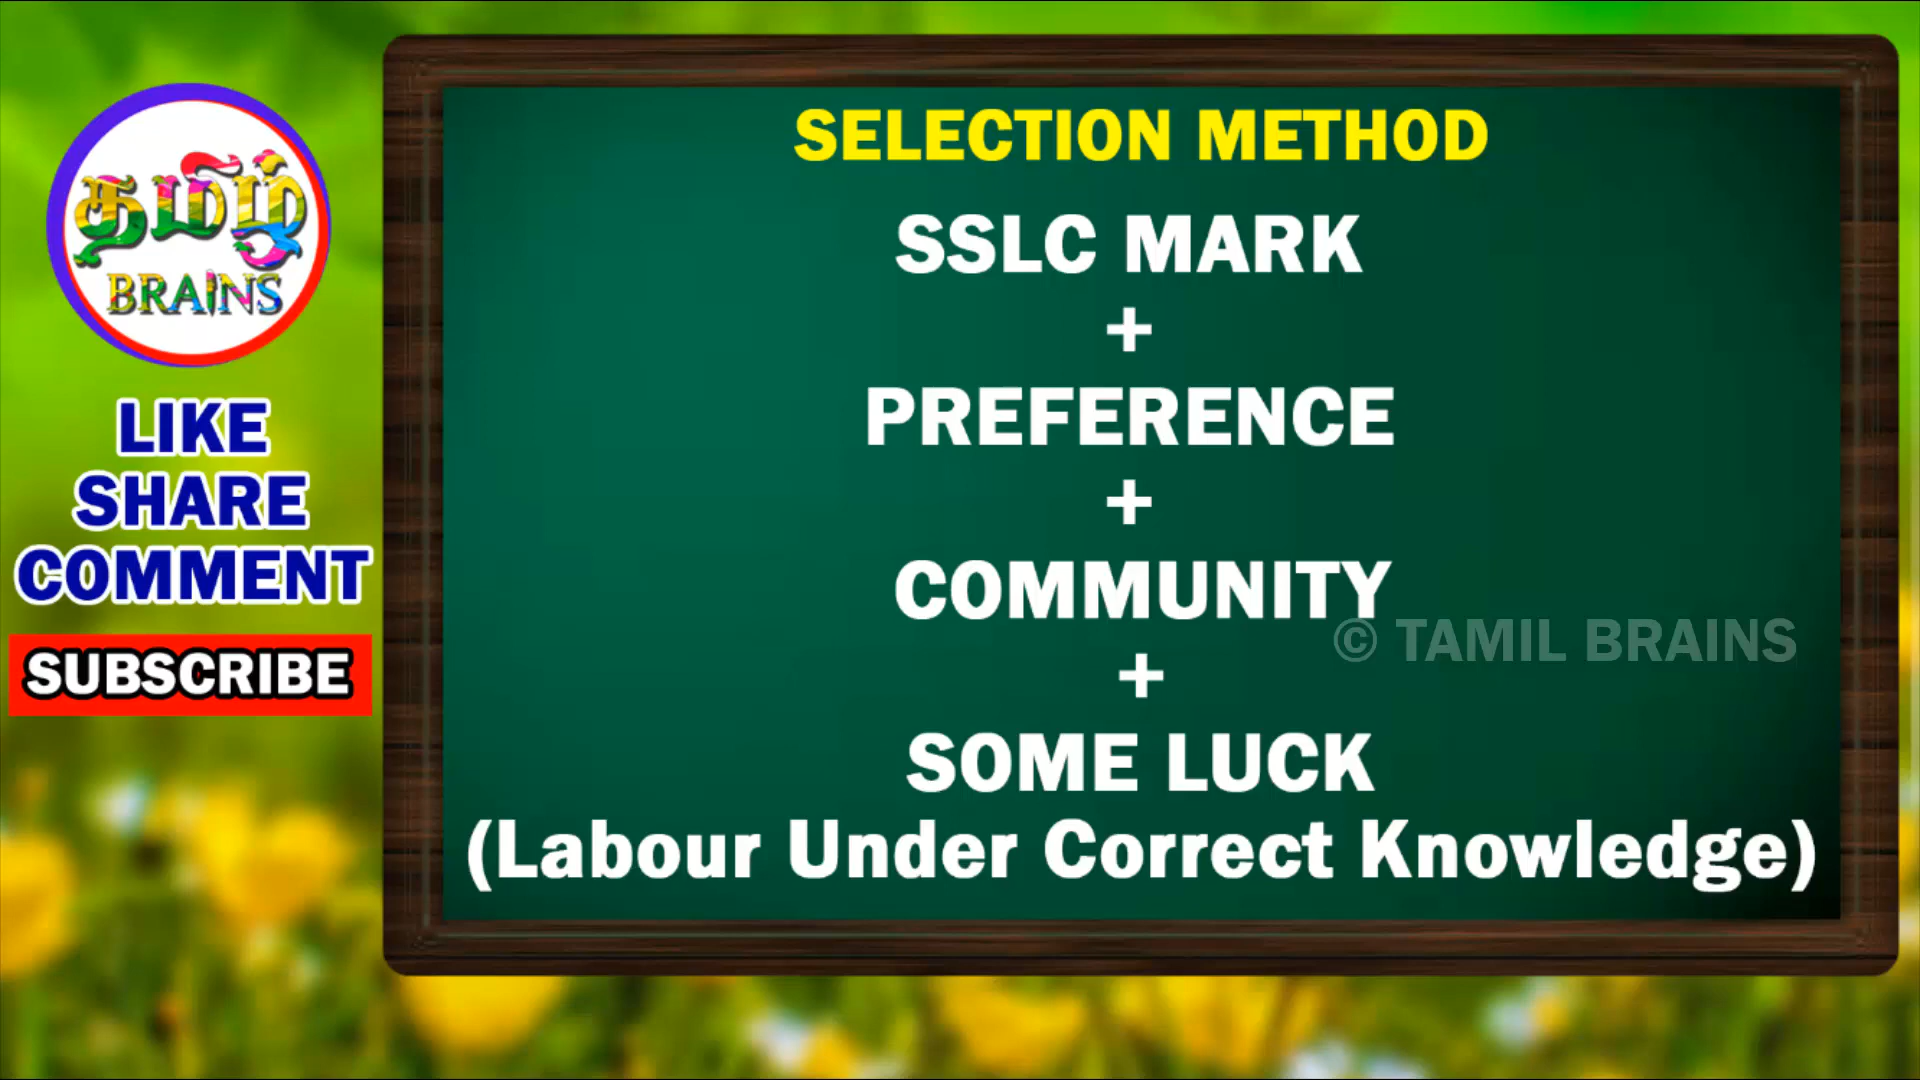 தமிழ்
BRAINS
LIKE
SHARE
COMMENT
SUBSCRIBE
SELECTION METHOD
SSLC MARK
+
PREFERENCE
+
COMMUNITY
© TAMIL BRAINS
+
SOME LUCK
(Labour Under Correct Knowledge)